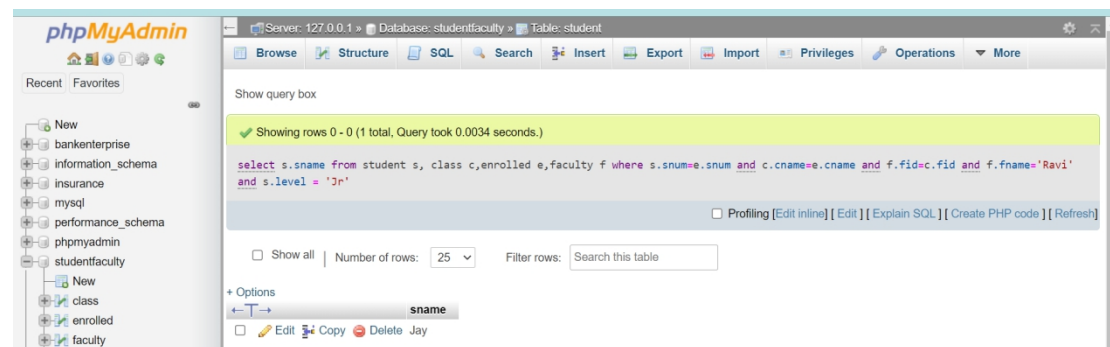 phpMyAdmin
Recent Favorites
New
bankenterprise
information_schema
insurance
mysql
performance_schema
phpmyadmin
studentfaculty
New
class
enrolled
faculty
Server: 127.0.0.1 » Database: studentfaculty » Table: student
Browse Structure SQL Search Insert Export Import Privileges Operations More
Show query box
Showing rows 0 - 0 (1 total, Query took 0.0034 seconds.)
select s.sname from student s, class c,enrolled e,faculty f where s.snum=e.snum and c.cname=e.cname and f.fid=c.fid and f.fname='Ravi'
and s.level = 'Jr'
Profiling [Edit inline] [ Edit ] [ Explain SQL ] [ Create PHP code ] [ Refresh]
Show all | Number of rows: 25 Filter rows: Search this table
+ Options
←T→ sname
Edit Copy Delete Jay